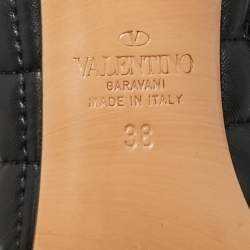 VALENTINO
GARAVANI
MADE IN ITALY
38